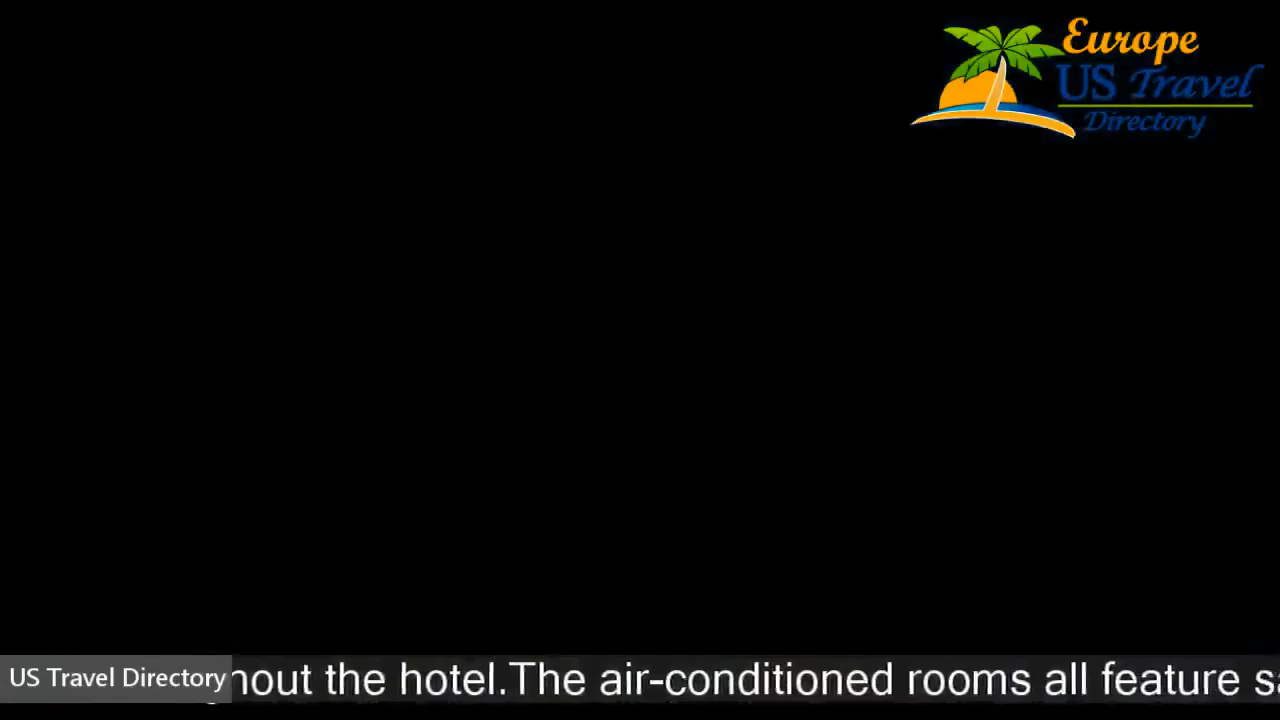 Europe
US Travel
Directory
US Travel Directory
hout the hotel.The air-conditioned rooms all feature